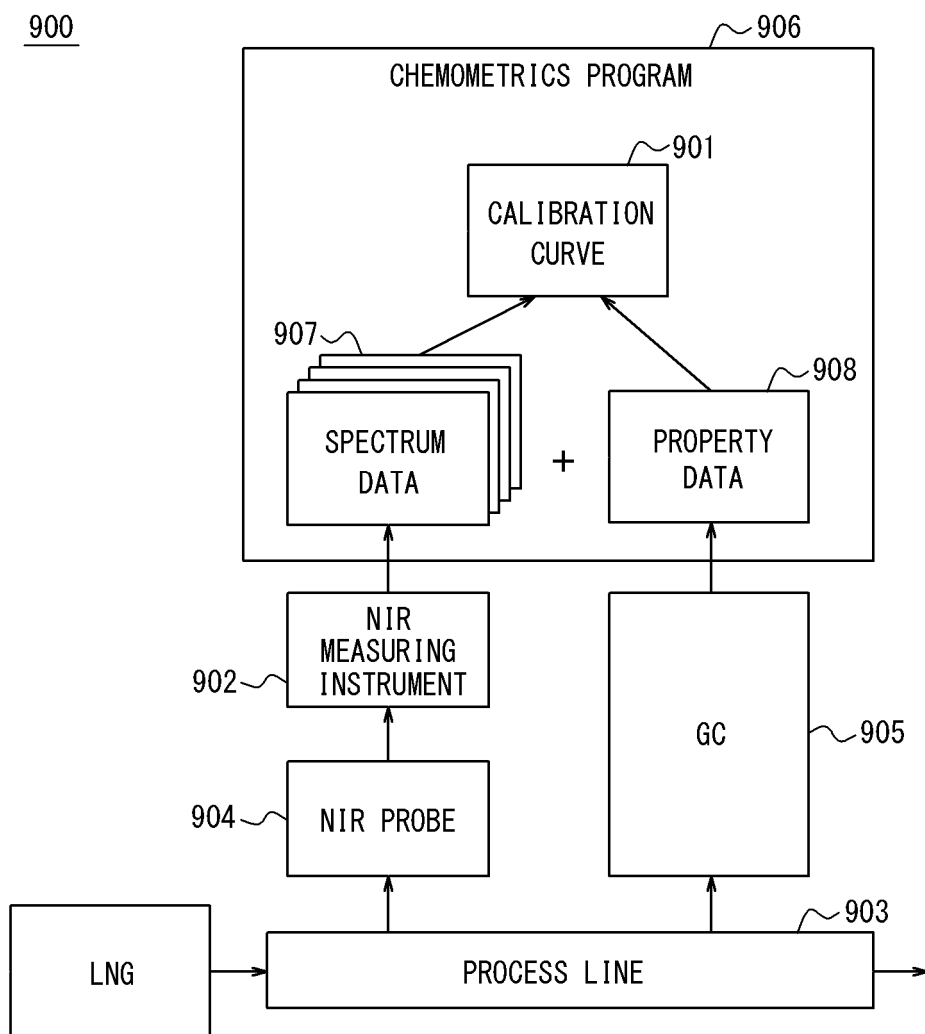 900
906
CHEMOMETRICS PROGRAM
901
CALIBRATION
CURVE
907
908
SPECTRUM
DATA
+
PROPERTY
DATA
NIR
MEASURING
INSTRUMENT
902
GC
905
904
NIR PROBE
903
LNG
PROCESS LINE